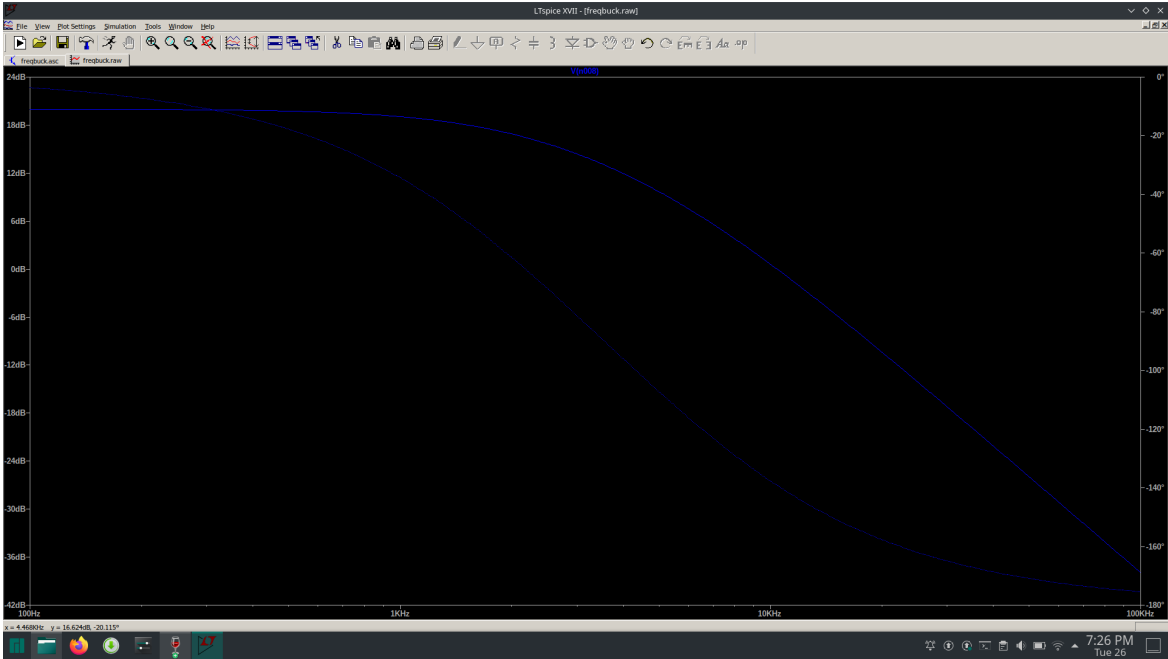 LTspice XVII - [freqbuck.raw]
File View Plot Settings Simulation Tools Window Help
freqbuck.asc freqbuck.raw
24dB
18dB
12dB
6dB
0dB
-6dB
-12dB
-18dB
-24dB
-30dB
-36dB
-42dB
0°
-20°
-40°
-60°
-80°
-100°
-120°
-140°
-160°
-180°
100Hz 1KHz 10KHz 100KHz
x = 4.468KHz y = 16.624dB, -20.115°
7:26 PM
Tue 26